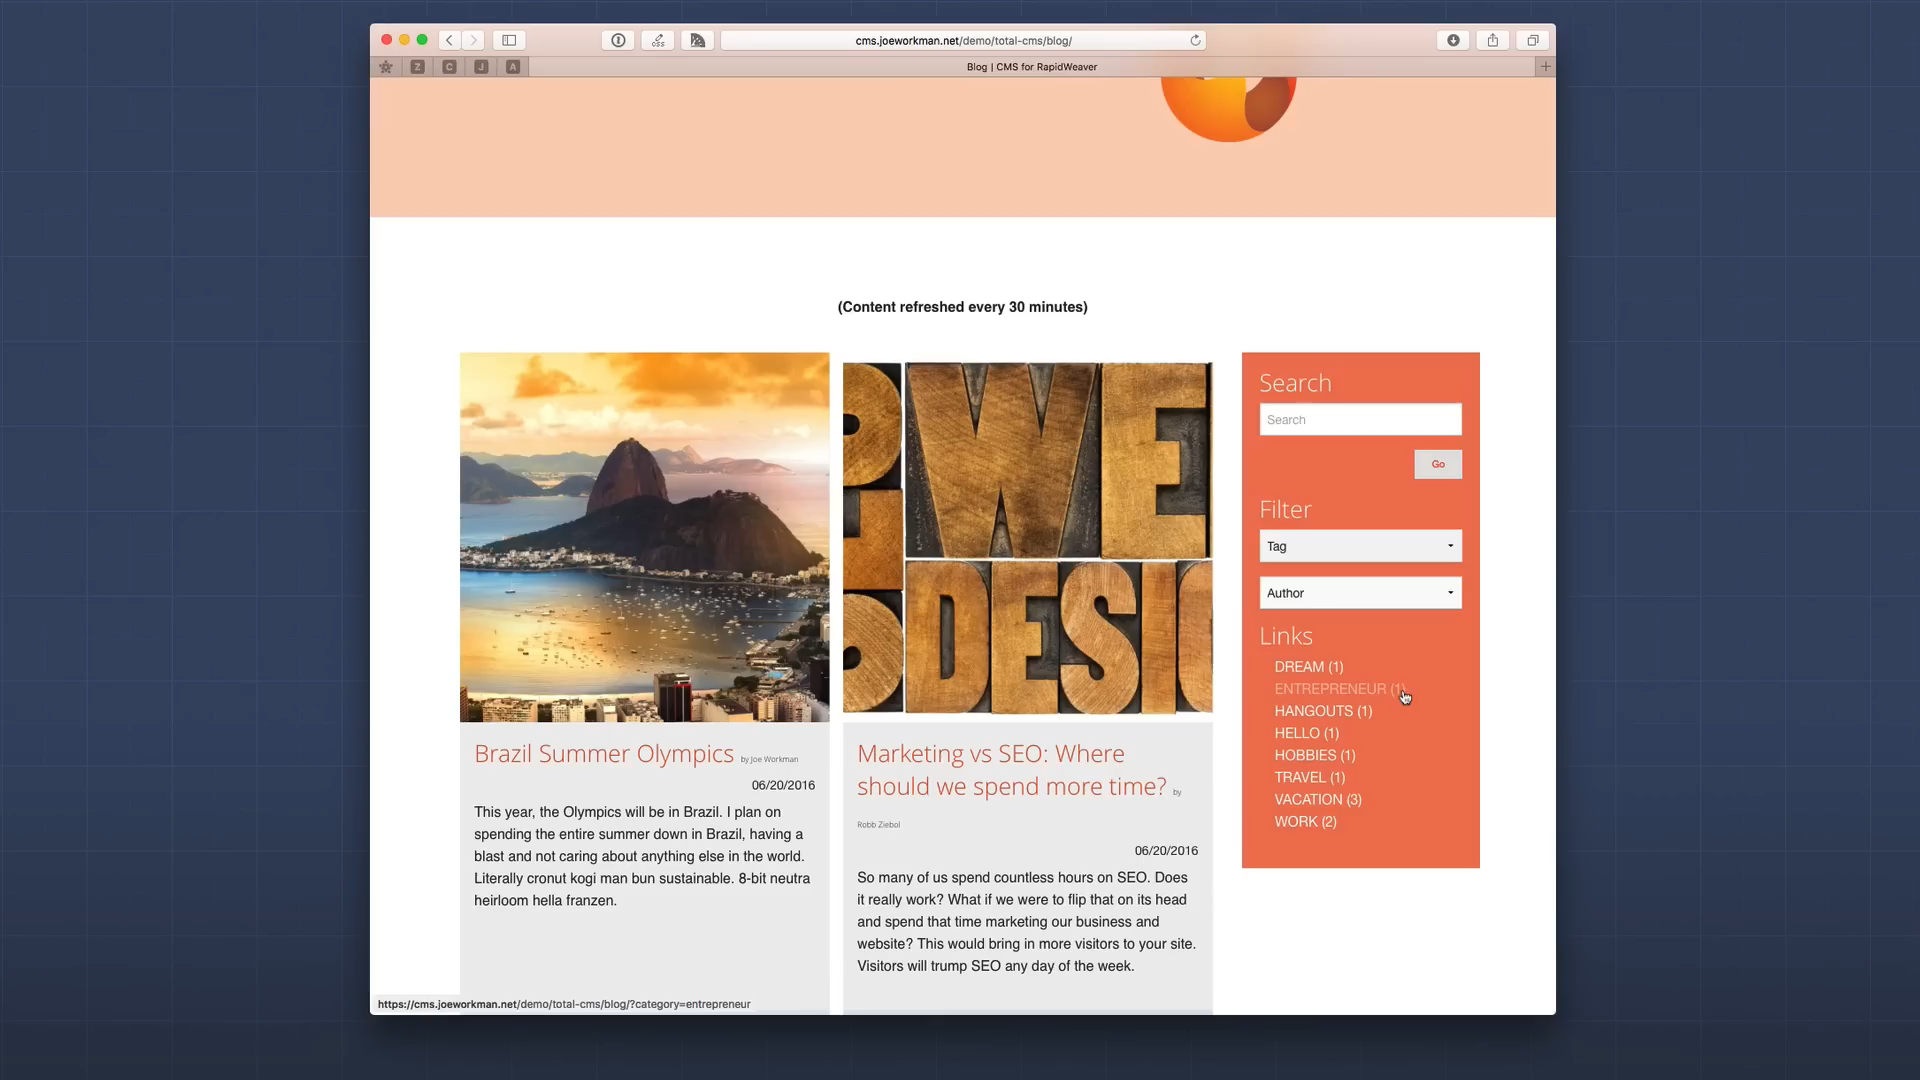 cms.joeworkman.net/demo/total-cms/blog/
Z
C
J
A
Blog | CMS for RapidWeaver
(Content refreshed every 30 minutes)
WE
DESI
Brazil Summer Olympics by Joe Workman
06/20/2016
This year, the Olympics will be in Brazil. I plan on
spending the entire summer down in Brazil, having a
blast and not caring about anything else in the world.
Literally cronut kogi man bun sustainable. 8-bit neutra
heirloom hella franzen.
Marketing vs SEO: Where
should we spend more time? by
Robb Ziebol
06/20/2016
So many of us spend countless hours on SEO. Does
it really work? What if we were to flip that on its head
and spend that time marketing our business and
website? This would bring in more visitors to your site.
Visitors will trump SEO any day of the week.
Search
Search
Go
Filter
Tag
Author
Links
DREAM (1)
ENTREPRENEUR (1)
HANGOUTS (1)
HELLO (1)
HOBBIES (1)
TRAVEL (1)
VACATION (3)
WORK (2)
https://cms.joeworkman.net/demo/total-cms/blog/?category=entrepreneur